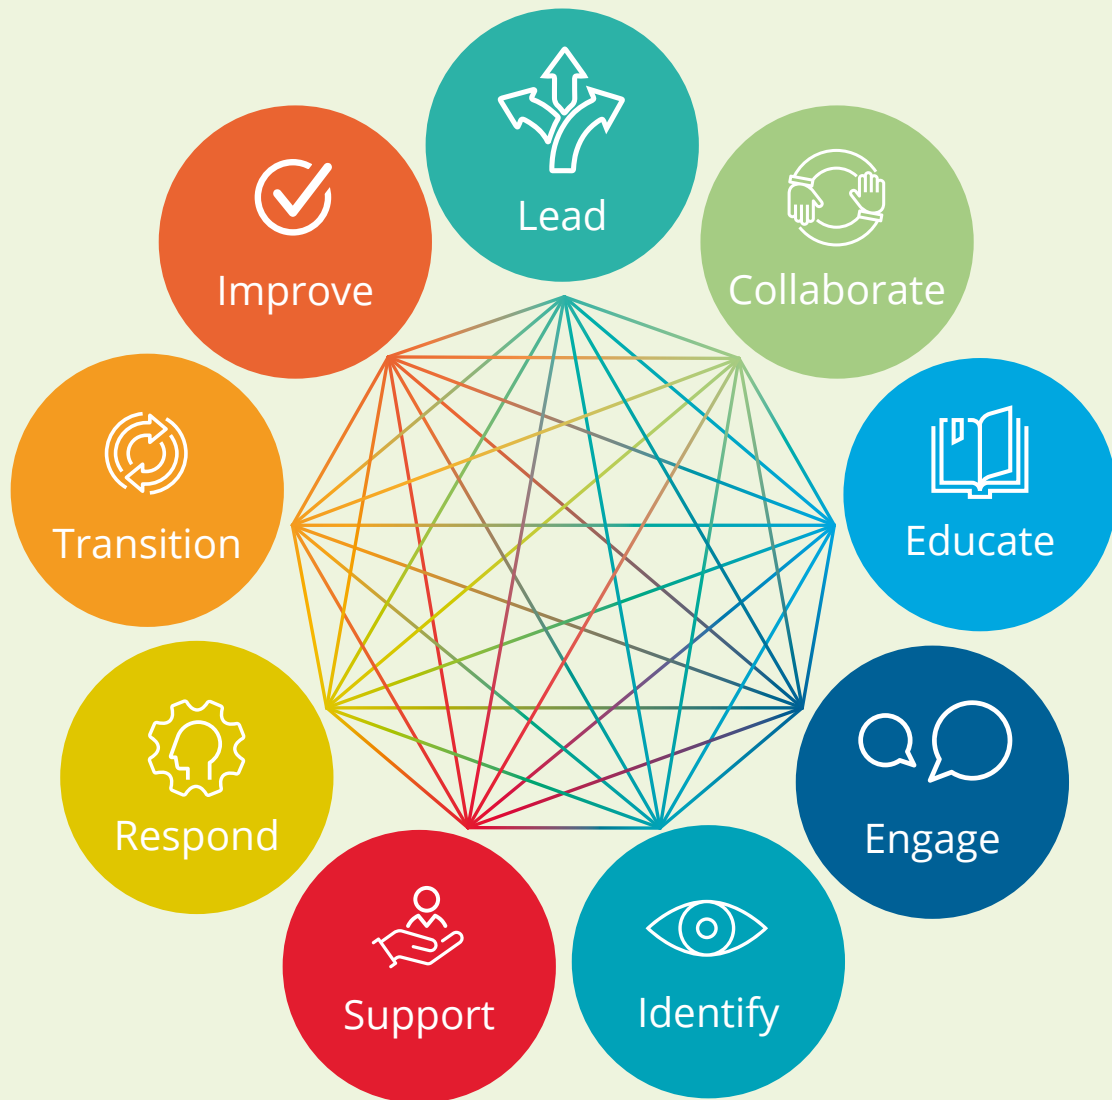 Lead
Collaborate
Educate
Engage
Identify
Support
Respond
Transition
Improve